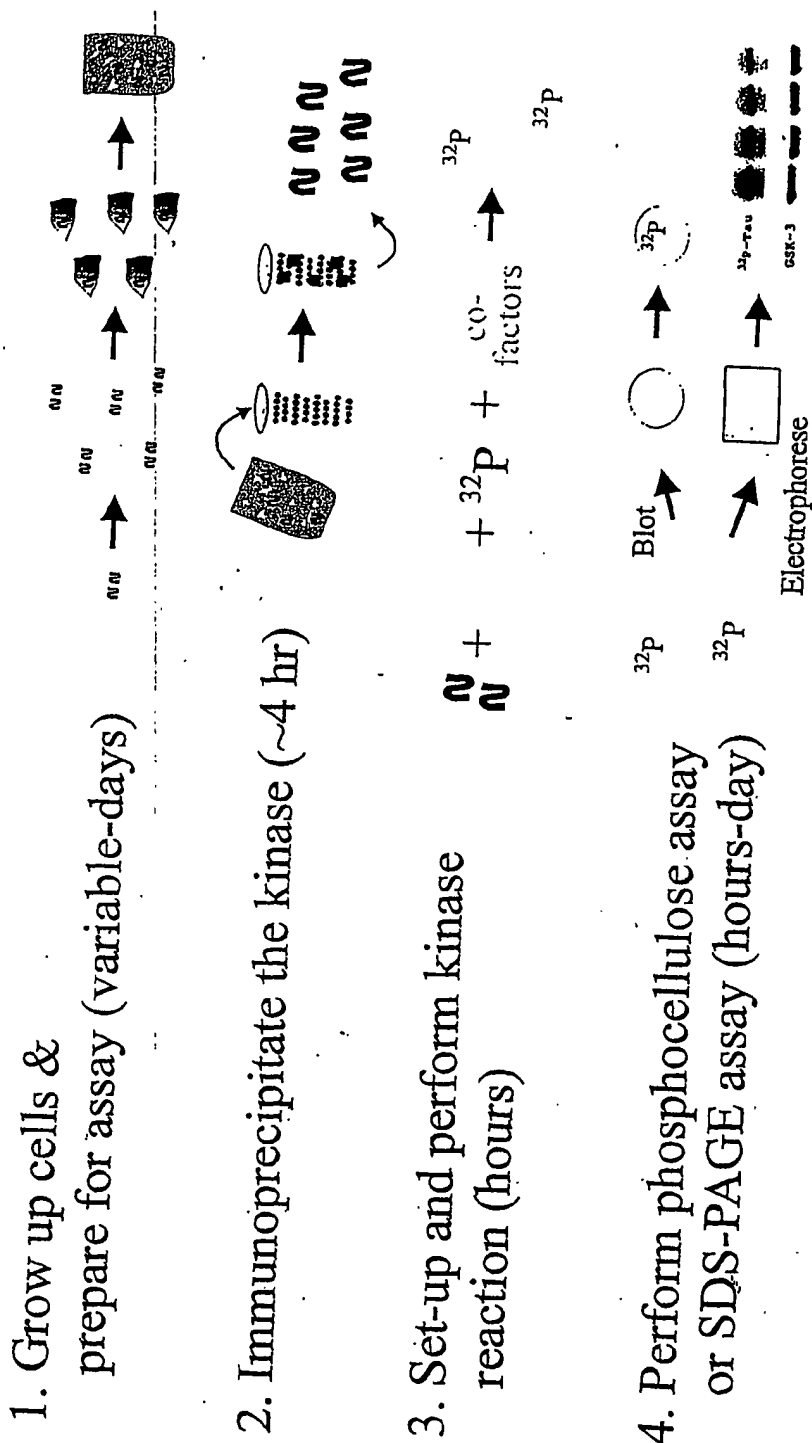 1. Grow up cells &
prepare for assay (variable-days)
2. Immunoprecipitate the kinase (~4 hr)
3. Set-up and perform kinase
reaction (hours)
+ + ³²P + co-
factors
³²P
³²P
4. Perform phosphocellulose assay
or SDS-PAGE assay (hours-day)
³²P
Blot
³²P
³²P
Electrophorese
³²P-Tau
GSK-3